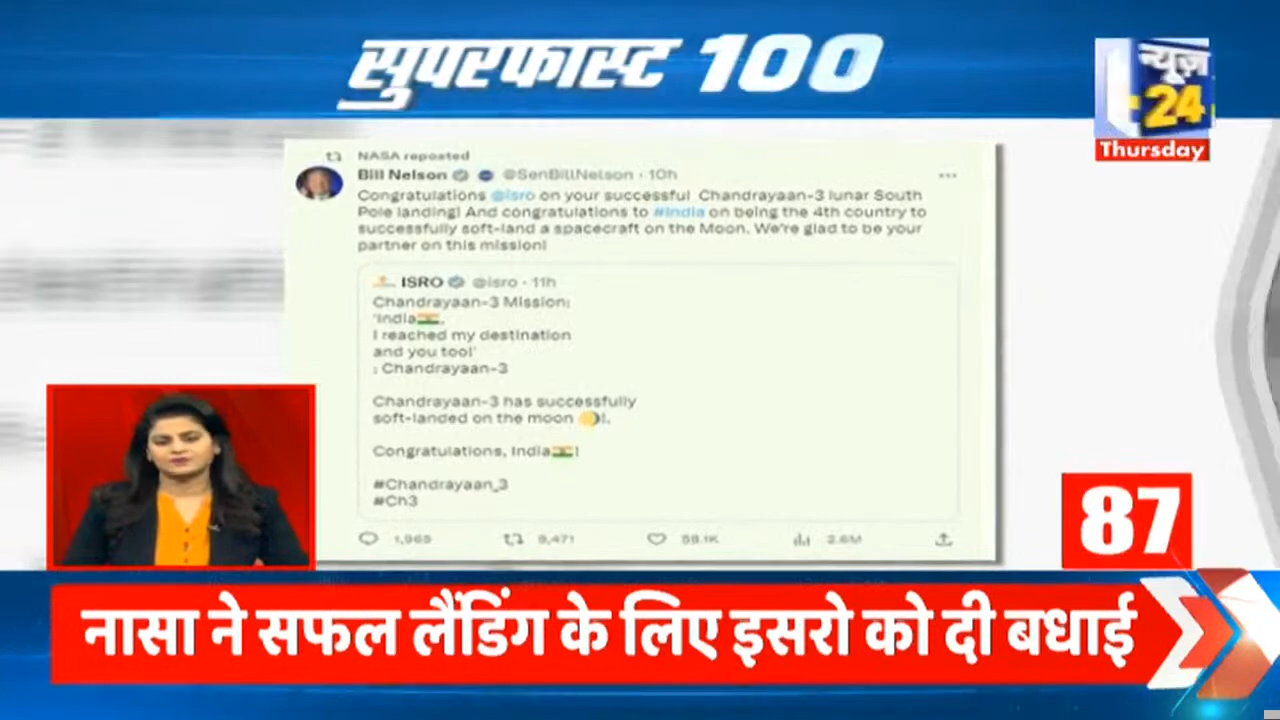 सुपरफास्ट 100
न्यूज़
24
Thursday
NASA reposted
Bill Nelson @SenBillNelson · 10h
Congratulations @isro on your successful Chandrayaan-3 lunar South
Pole landing! And congratulations to #India on being the 4th country to
successfully soft-land a spacecraft on the Moon. We're glad to be your
partner on this mission!
ISRO @isro · 11h
Chandrayaan-3 Mission:
'India🇮🇳,
I reached my destination
and you too!'
: Chandrayaan-3
Chandrayaan-3 has successfully
soft-landed on the moon 🌖!.
Congratulations, India🇮🇳!
#Chandrayaan_3
#Ch3
1,965 9,471 59.1K 2.6M
87
नासा ने सफल लैंडिंग के लिए इसरो को दी बधाई